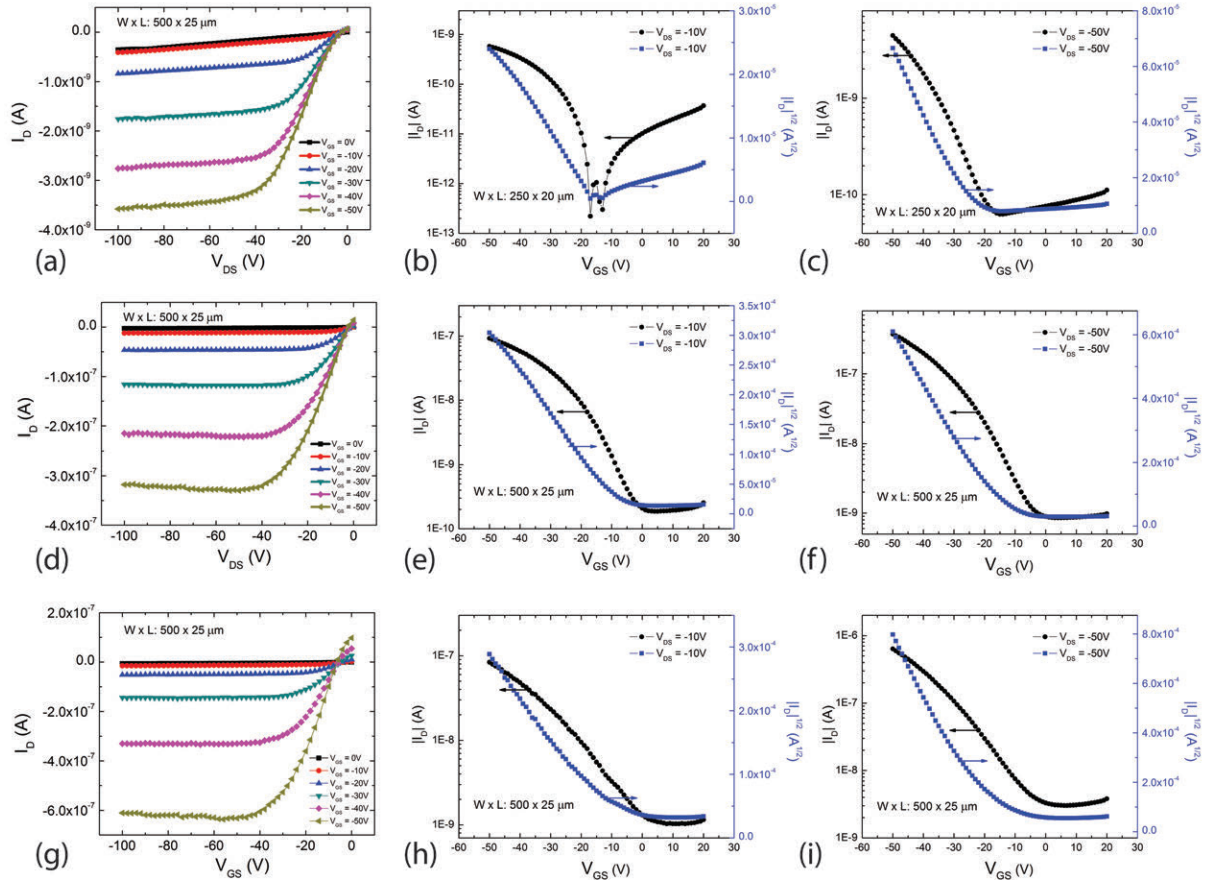 W x L: 500 x 25 μm
0.0
-1.0x10⁻⁹
-2.0x10⁻⁹
-3.0x10⁻⁹
-4.0x10⁻⁹
I_D (A)
V_GS = 0V
V_GS = -10V
V_GS = -20V
V_GS = -30V
V_GS = -40V
V_GS = -50V
-100 -80 -60 -40 -20 0
V_DS (V)
(a)
1E-9
1E-10
1E-11
1E-12
1E-13
|I_D| (A)
V_DS = -10V
V_DS = -10V
W x L: 250 x 20 μm
3.0x10⁻⁵
2.0x10⁻⁵
1.0x10⁻⁵
0.0
|I_D|^1/2 (A^1/2)
-60 -50 -40 -30 -20 -10 0 10 20 30
V_GS (V)
(b)
1E-9
1E-10
|I_D| (A)
V_DS = -50V
V_DS = -50V
W x L: 250 x 20 μm
8.0x10⁻⁵
6.0x10⁻⁵
4.0x10⁻⁵
2.0x10⁻⁵
0.0
|I_D|^1/2 (A^1/2)
-60 -50 -40 -30 -20 -10 0 10 20 30
V_GS (V)
(c)
W x L: 500 x 25 μm
0.0
-1.0x10⁻⁷
-2.0x10⁻⁷
-3.0x10⁻⁷
-4.0x10⁻⁷
I_D (A)
V_GS = 0V
V_GS = -10V
V_GS = -20V
V_GS = -30V
V_GS = -40V
V_GS = -50V
-100 -80 -60 -40 -20 0
V_DS (V)
(d)
1E-7
1E-8
1E-9
1E-10
|I_D| (A)
V_DS = -10V
V_DS = -10V
W x L: 500 x 25 μm
3.5x10⁻⁴
3.0x10⁻⁴
2.5x10⁻⁴
2.0x10⁻⁴
1.5x10⁻⁴
1.0x10⁻⁴
5.0x10⁻⁵
0.0
|I_D|^1/2 (A^1/2)
-60 -50 -40 -30 -20 -10 0 10 20 30
V_GS (V)
(e)
1E-7
1E-8
1E-9
|I_D| (A)
V_DS = -50V
V_DS = -50V
W x L: 500 x 25 μm
6.0x10⁻⁴
4.0x10⁻⁴
2.0x10⁻⁴
0.0
|I_D|^1/2 (A^1/2)
-60 -50 -40 -30 -20 -10 0 10 20 30
V_GS (V)
(f)
W x L: 500 x 25 μm
2.0x10⁻⁷
0.0
-2.0x10⁻⁷
-4.0x10⁻⁷
-6.0x10⁻⁷
I_D (A)
V_GS = 0V
V_GS = -10V
V_GS = -20V
V_GS = -30V
V_GS = -40V
V_GS = -50V
-100 -80 -60 -40 -20 0
V_GS (V)
(g)
1E-7
1E-8
1E-9
|I_D| (A)
V_DS = -10V
V_DS = -10V
W x L: 500 x 25 μm
3.0x10⁻⁴
2.0x10⁻⁴
1.0x10⁻⁴
0.0
|I_D|^1/2 (A^1/2)
-60 -50 -40 -30 -20 -10 0 10 20 30
V_GS (V)
(h)
1E-6
1E-7
1E-8
1E-9
|I_D| (A)
V_DS = -50V
V_DS = -50V
W x L: 500 x 25 μm
8.0x10⁻⁴
6.0x10⁻⁴
4.0x10⁻⁴
2.0x10⁻⁴
0.0
|I_D|^1/2 (A^1/2)
-60 -50 -40 -30 -20 -10 0 10 20 30
V_GS (V)
(i)